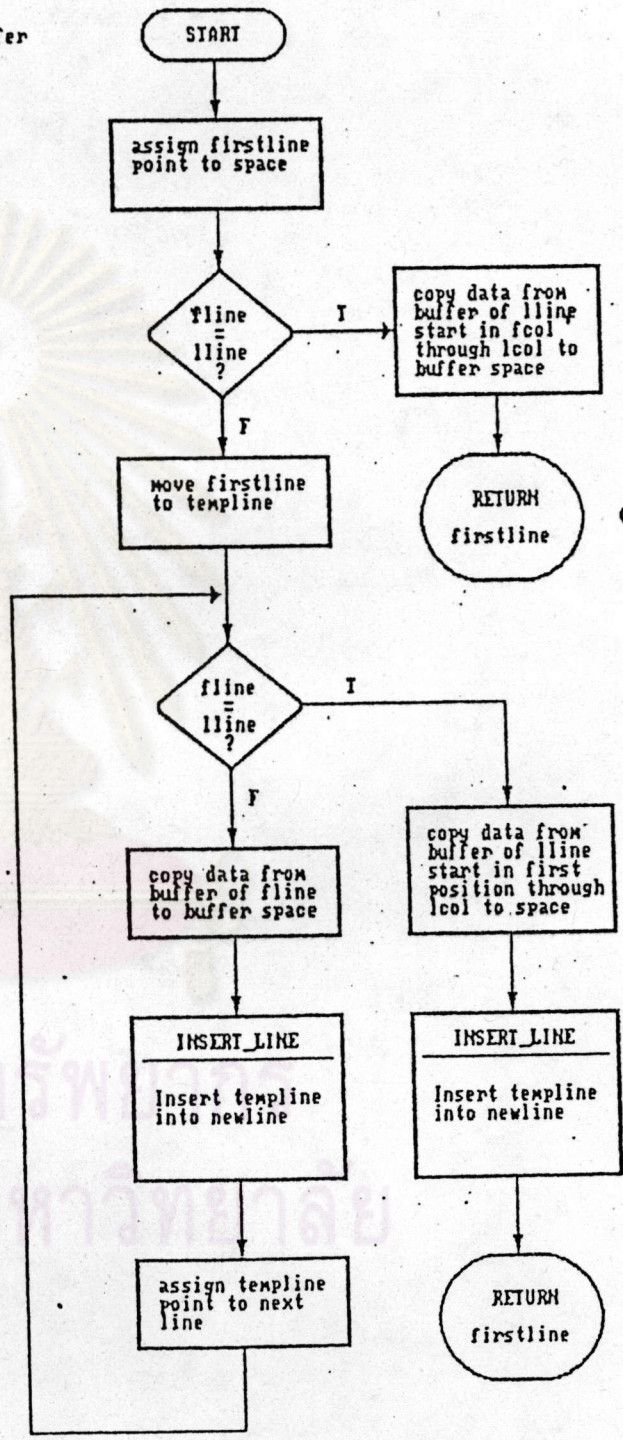 START
assign firstline
point to space
fline
=
lline
?
T
copy data from
buffer of lline
start in fcol
through lcol to
buffer space
RETURN
firstline
F
move firstline
to templine
fline
=
lline
?
T
F
copy data from
buffer of fline
to buffer space
copy data from
buffer of lline
start in first
position through
lcol to space
INSERT_LINE
Insert templine
into newline
INSERT_LINE
Insert templine
into newline
assign templine
point to next
line
RETURN
firstline